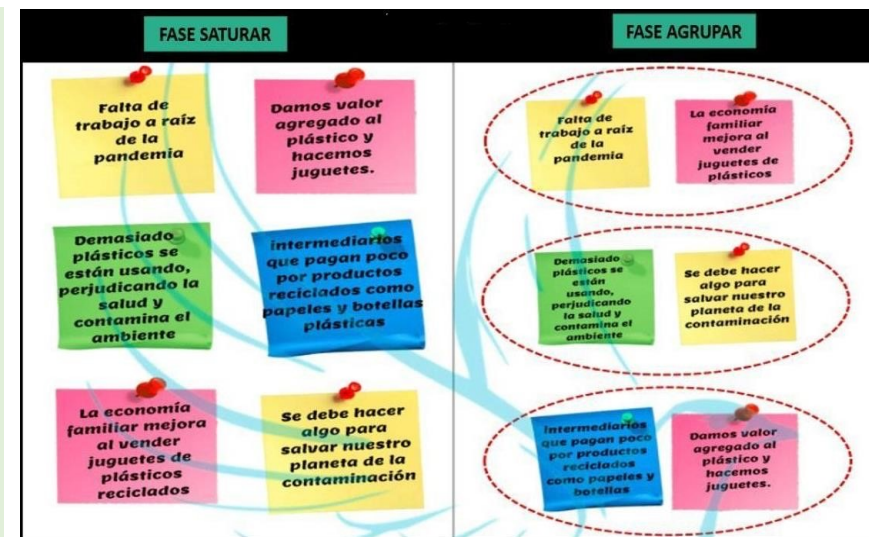 FASE SATURAR
Falta de
trabajo a raíz
de la
pandemia
Damos valor
agregado al
plástico y
hacemos
juguetes.
Demasiado
plásticos se
están usando,
perjudicando la
salud y
contamina el
ambiente
intermediarios
que pagan poco
por productos
reciclados como
papeles y botellas
plásticas
La economía
familiar mejora
al vender
juguetes de
plásticos
reciclados
Se debe hacer
algo para
salvar nuestro
planeta de la
contaminación
FASE AGRUPAR
Falta de
trabajo a raíz
de la
pandemia
La economía
familiar
mejora al
vender
juguetes de
plásticos
Demasiado
plásticos se
están
usando,
perjudicando
la salud y
contamina el
ambiente
Se debe hacer
algo para
salvar nuestro
planeta de la
contaminación
intermediarios
que pagan poco
por productos
reciclados
como papeles y
botellas
Damos valor
agregado al
plástico y
hacemos
juguetes.